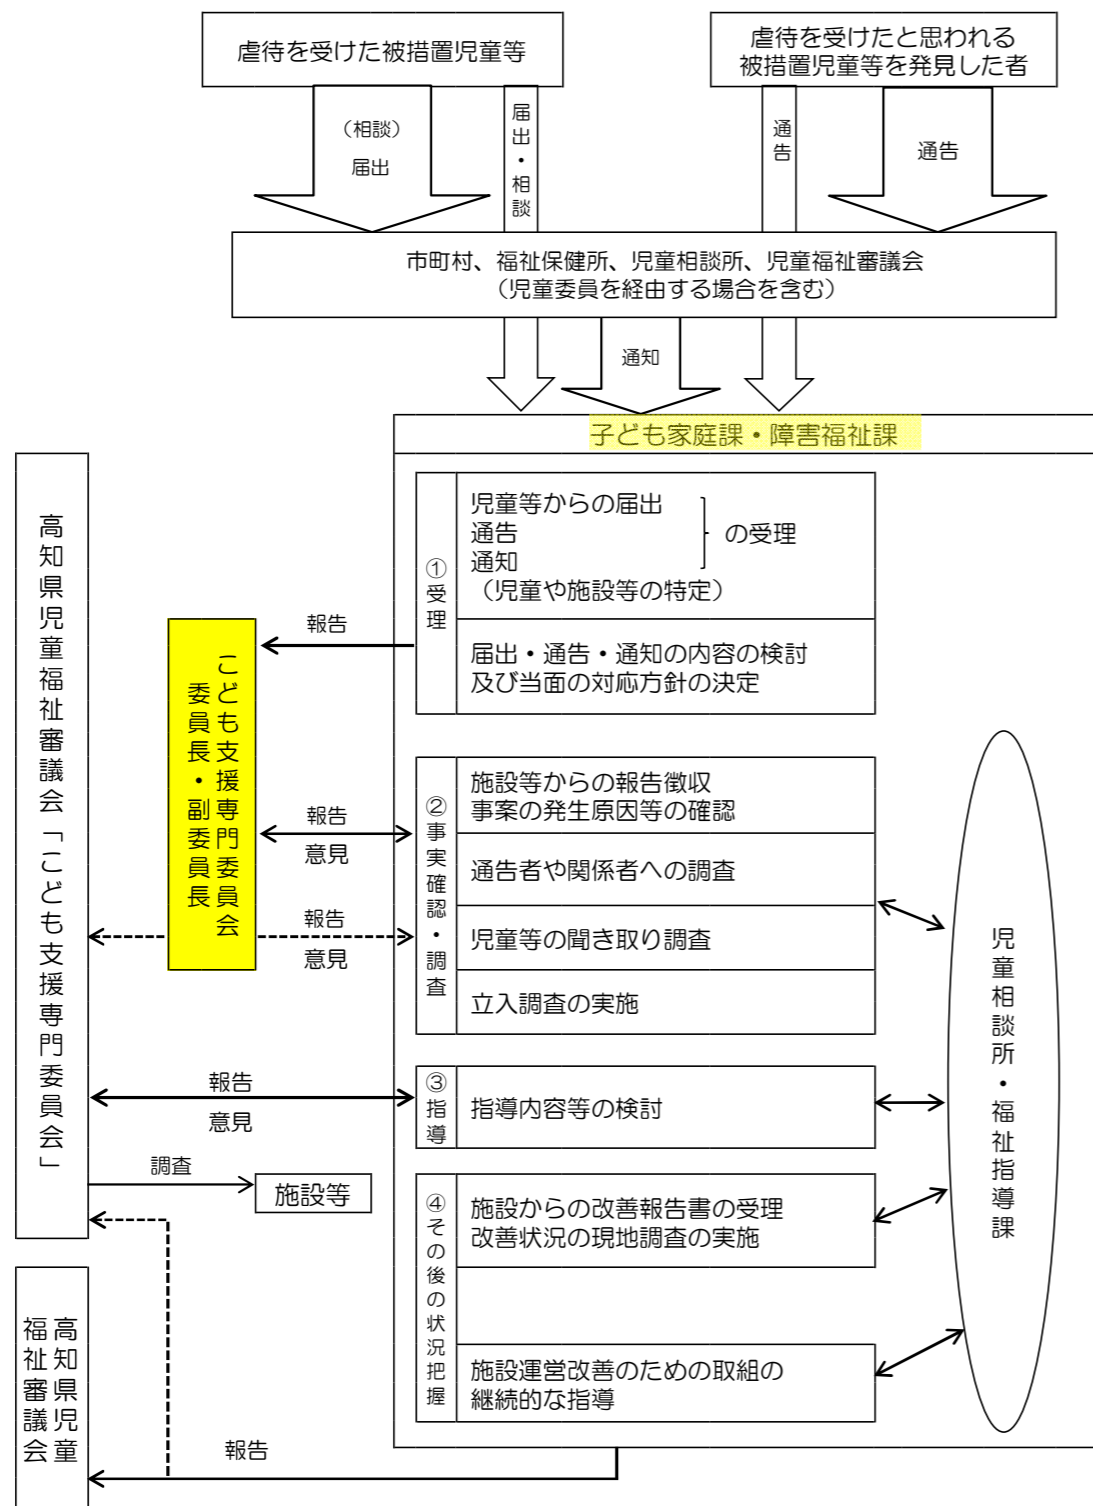 虐待を受けた被措置児童等
虐待を受けたと思われる
被措置児童等を発見した者
（相談）
届出
届出・相談
通告
通告
市町村、福祉保健所、児童相談所、児童福祉審議会
（児童委員を経由する場合を含む）
通知
子ども家庭課・障害福祉課
①受理
児童等からの届出
通告
通知
の受理
（児童や施設等の特定）
届出・通告・通知の内容の検討
及び当面の対応方針の決定
報告
こども支援専門委員会
委員長・副委員長
高知県児童福祉審議会「こども支援専門委員会」
②事実確認・調査
施設等からの報告徴収
事案の発生原因等の確認
通告者や関係者への調査
児童等の聞き取り調査
立入調査の実施
報告
意見
報告
意見
児童相談所・福祉指導課
③指導
指導内容等の検討
報告
意見
調査
施設等
④その後の状況把握
施設からの改善報告書の受理
改善状況の現地調査の実施
施設運営改善のための取組の
継続的な指導
高知県児童
福祉審議会
報告